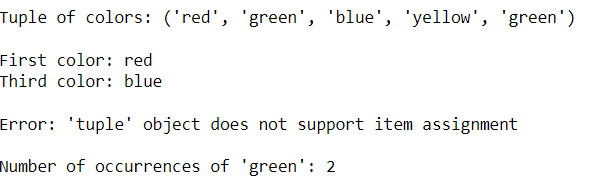 Tuple of colors: ('red', 'green', 'blue', 'yellow', 'green')
First color: red
Third color: blue
Error: 'tuple' object does not support item assignment
Number of occurrences of 'green': 2